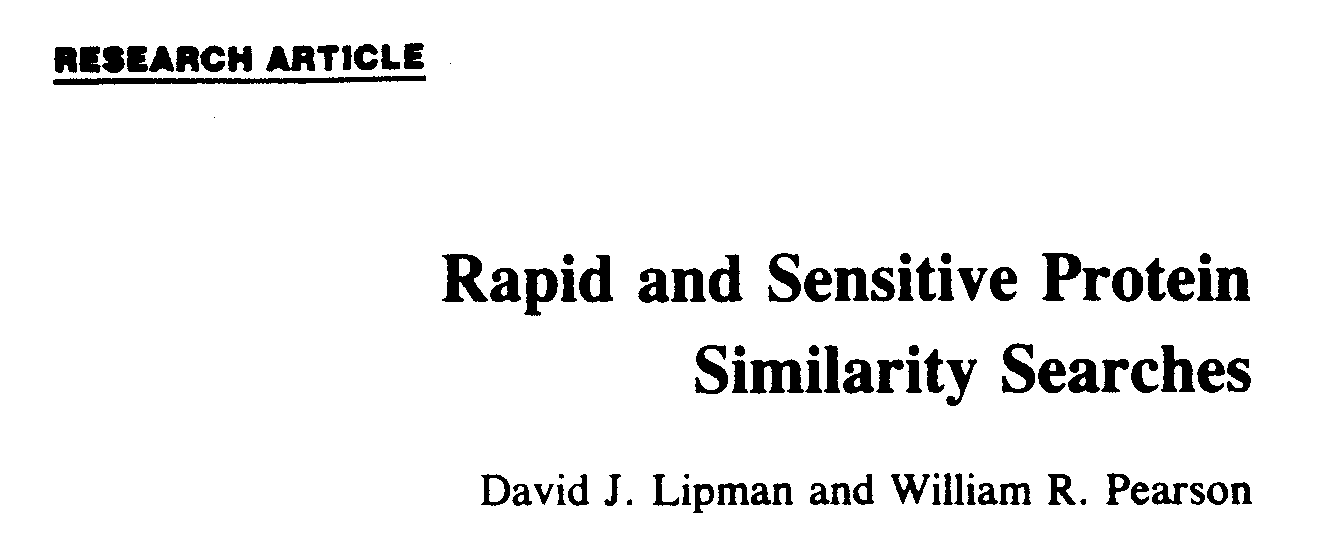 RESEARCH ARTICLE
Rapid and Sensitive Protein
Similarity Searches
David J. Lipman and William R. Pearson